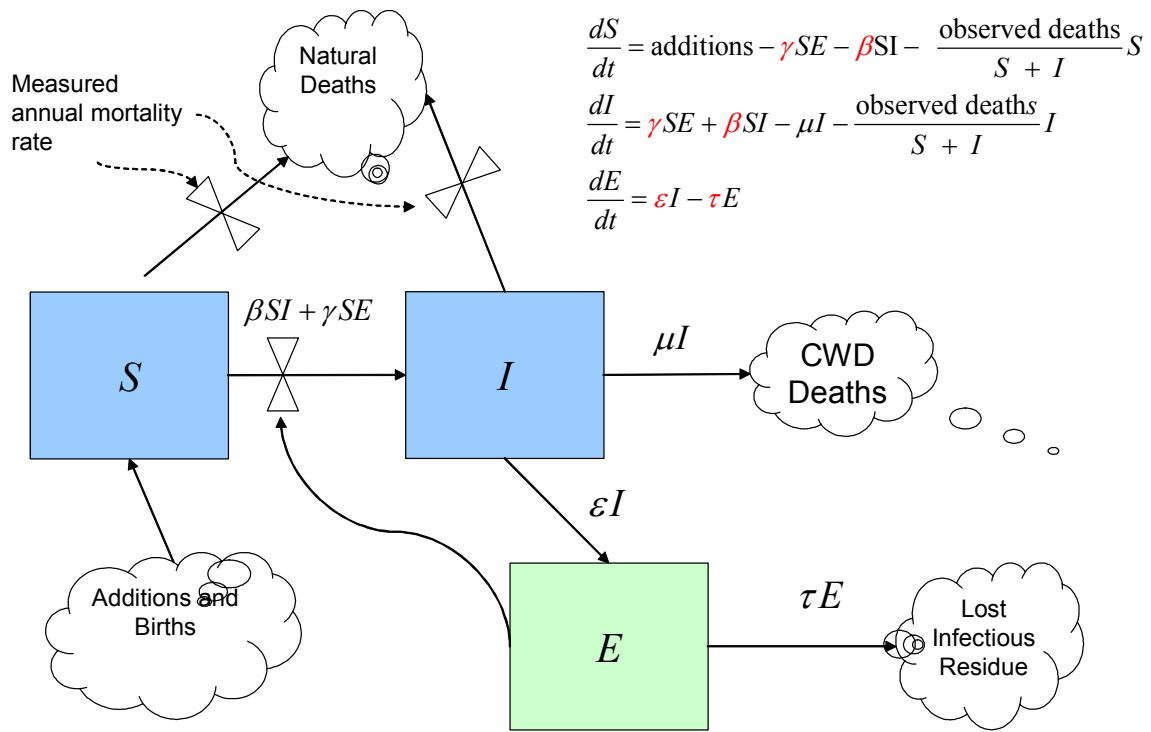 Natural
Deaths
Measured
annual mortality
rate
dS/dt = additions − γSE − βSI − observed deaths/(S + I) S
dI/dt = γSE + βSI − μI − observed deaths/(S + I) I
dE/dt = εI − τE
βSI + γSE
S
I
μI
CWD
Deaths
εI
Additions and
Births
E
τE
Lost
Infectious
Residue